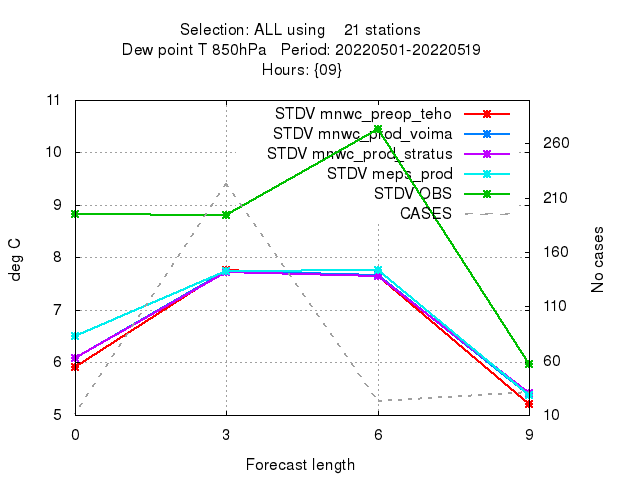 Selection: ALL using    21 stations
Dew point T 850hPa   Period: 20220501-20220519
Hours: {09}
STDV mnwc_preop_teho
STDV mnwc_prod_voima
STDV mnwc_prod_stratus
STDV meps_prod
STDV OBS
CASES
11
10
9
8
7
6
5
deg C
260
210
160
110
60
10
No cases
0 3 6 9
Forecast length